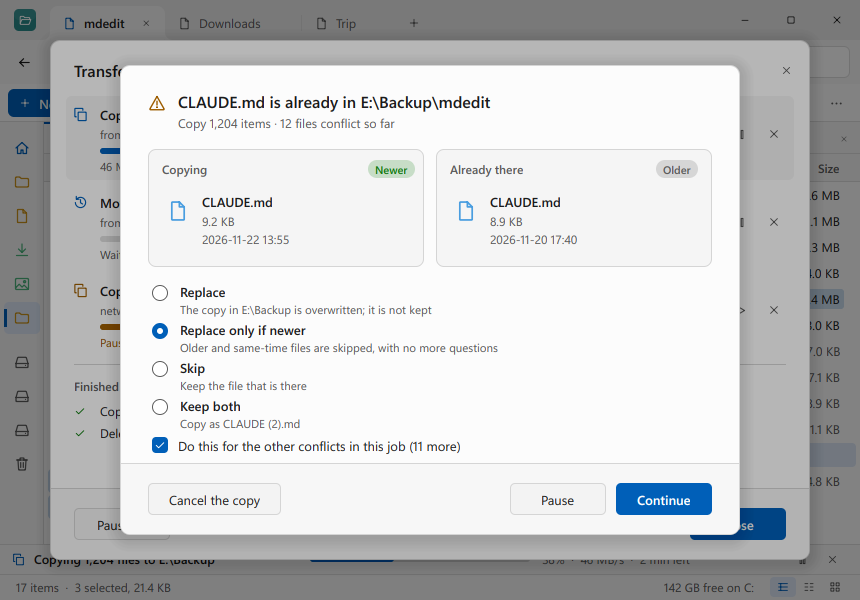 mdedit
Downloads
Trip
Transf
CLAUDE.md is already in E:\Backup\mdedit
Copy 1,204 items · 12 files conflict so far
Copying
Newer
CLAUDE.md
9.2 KB
2026-11-22 13:55
Already there
Older
CLAUDE.md
8.9 KB
2026-11-20 17:40
Replace
The copy in E:\Backup is overwritten; it is not kept
Replace only if newer
Older and same-time files are skipped, with no more questions
Skip
Keep the file that is there
Keep both
Copy as CLAUDE (2).md
Do this for the other conflicts in this job (11 more)
Cancel the copy
Pause
Continue
Size
Finished
Copying 1,204 files to E:\Backup
17 items · 3 selected, 21.4 KB
142 GB free on C: